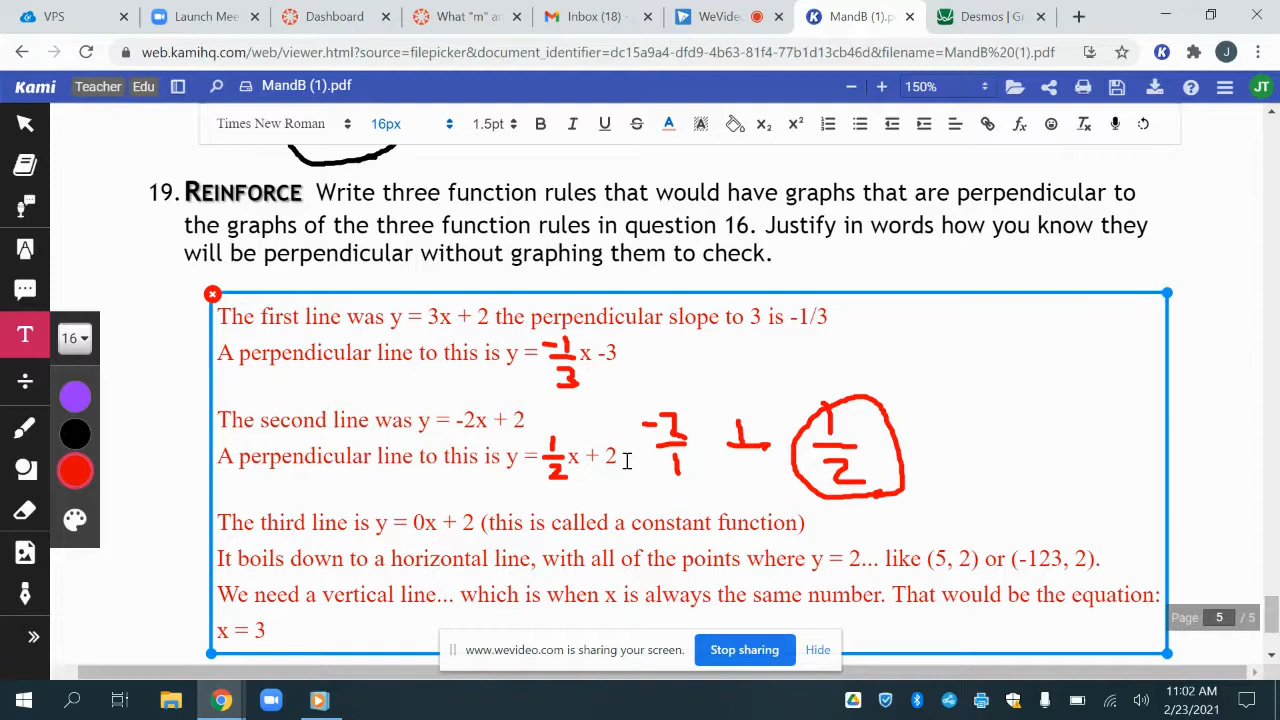 VPS
Launch Mee
Dashboard
What "m" a
Inbox (18)
WeVide
MandB (1).p
Desmos | G
web.kamihq.com/web/viewer.html?source=filepicker&document_identifier=dc15a9a4-dfd9-4b63-81f4-77b1d13cb46d&filename=MandB%20(1).pdf
Kami Teacher Edu MandB (1).pdf 150% JT
Times New Roman 16px 1.5pt B I U S A A x₂ x²
19. REINFORCE Write three function rules that would have graphs that are perpendicular to
the graphs of the three function rules in question 16. Justify in words how you know they
will be perpendicular without graphing them to check.
The first line was y = 3x + 2 the perpendicular slope to 3 is -1/3
A perpendicular line to this is y = -1/3 x -3
The second line was y = -2x + 2
A perpendicular line to this is y = 1/2 x + 2 -2/1 ⊥ 1/2
The third line is y = 0x + 2 (this is called a constant function)
It boils down to a horizontal line, with all of the points where y = 2... like (5, 2) or (-123, 2).
We need a vertical line... which is when x is always the same number. That would be the equation:
x = 3
T 16
Page 5 / 5
www.wevideo.com is sharing your screen. Stop sharing Hide
11:02 AM
2/23/2021